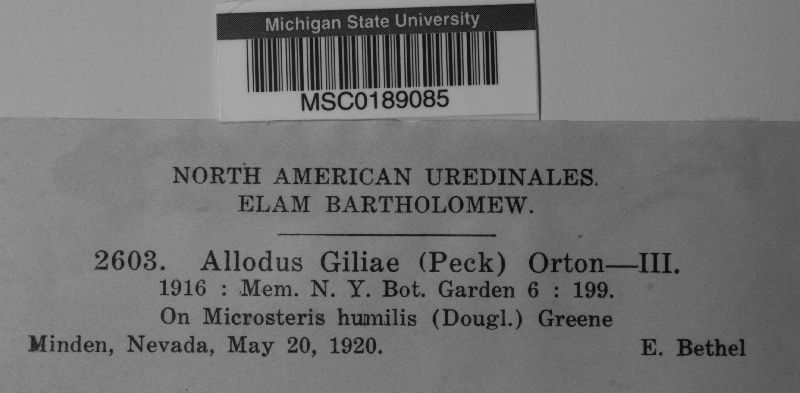 Michigan State University
MSC0189085
NORTH AMERICAN UREDINALES.
ELAM BARTHOLOMEW.
2603. Allodus Giliae (Peck) Orton—III.
1916 : Mem. N. Y. Bot. Garden 6 : 199.
On Microsteris humilis (Dougl.) Greene
Minden, Nevada, May 20, 1920. E. Bethel